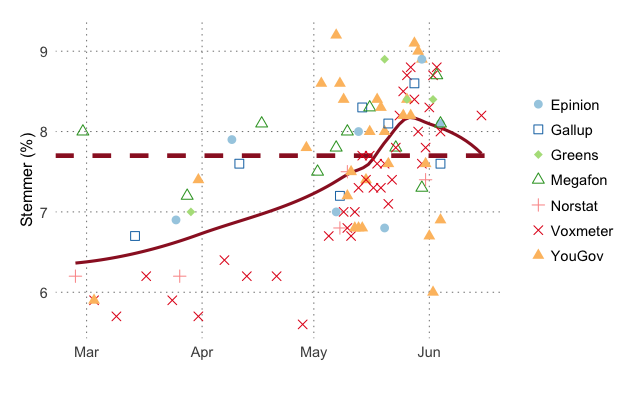 Stemmer (%)
9
8
7
6
Mar
Apr
May
Jun
Epinion
Gallup
Greens
Megafon
Norstat
Voxmeter
YouGov